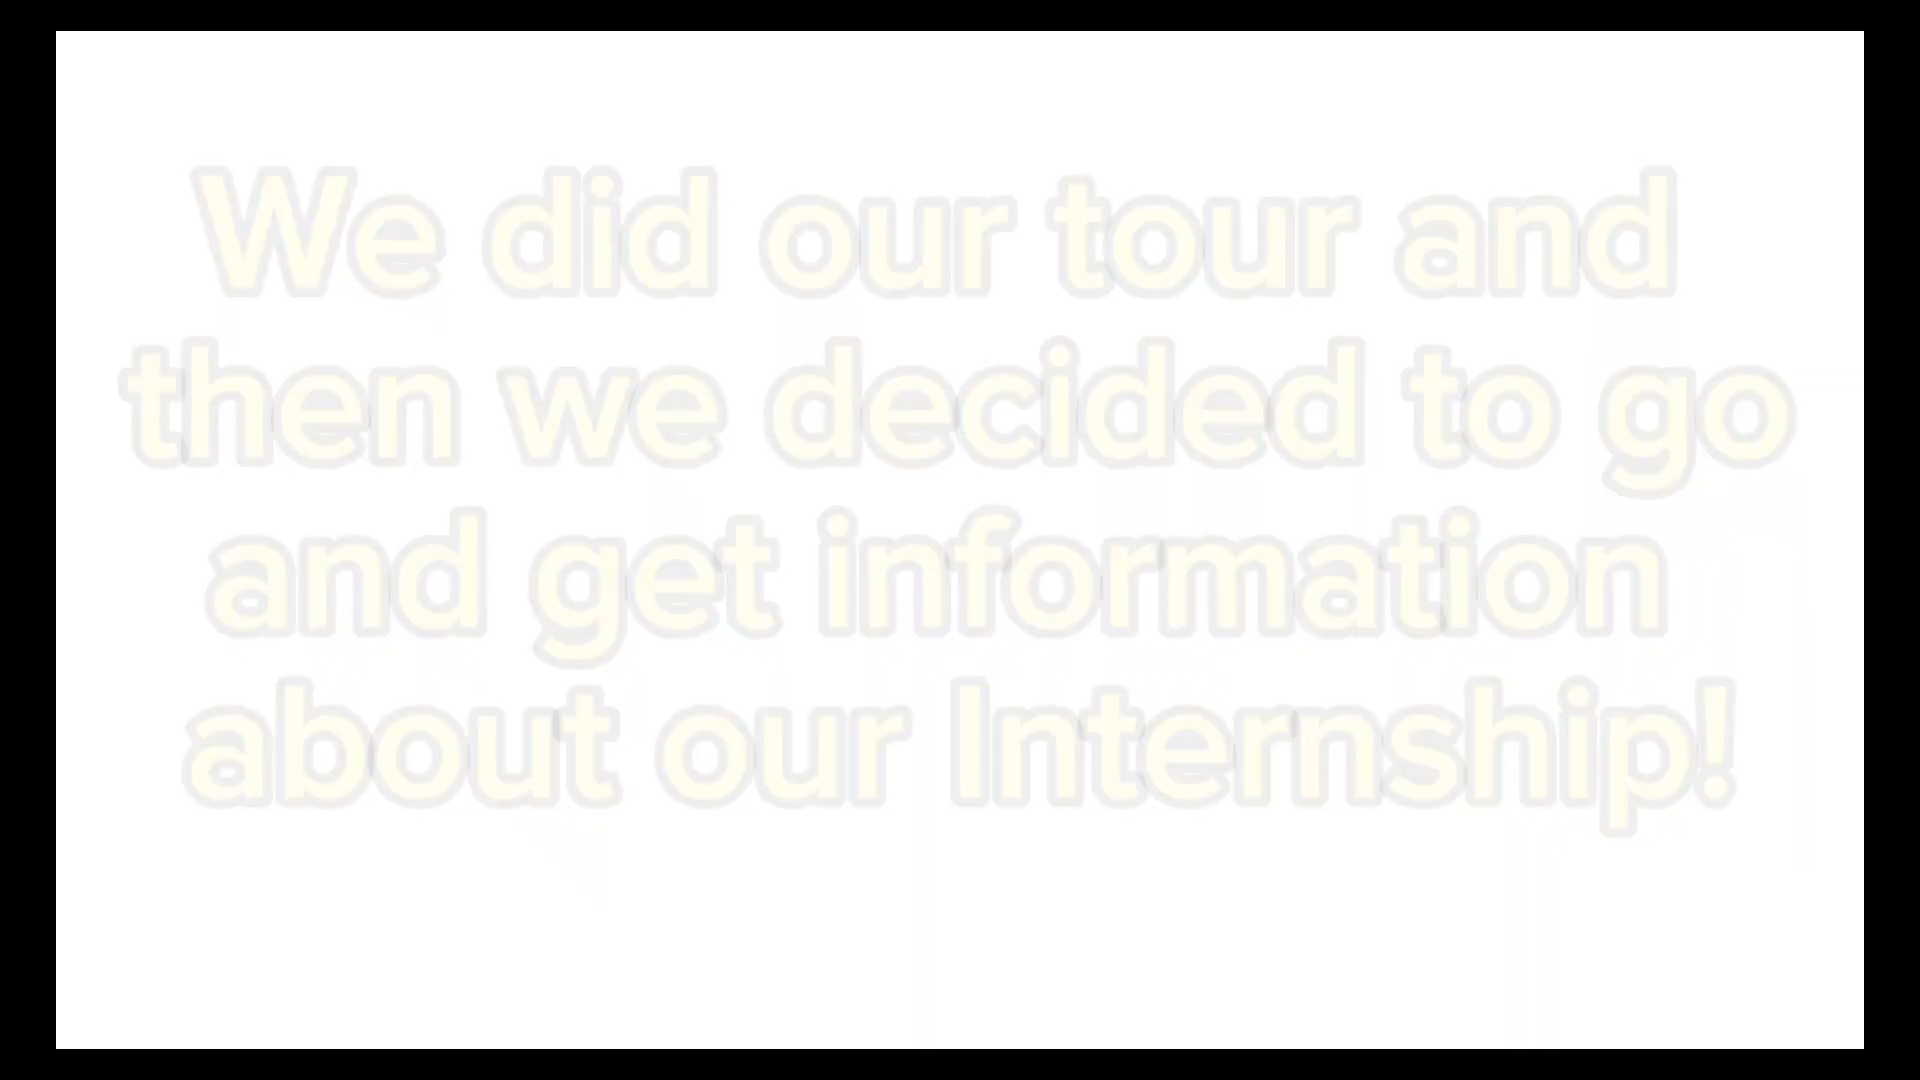 We did our tour and
then we decided to go
and get information
about our Internship!